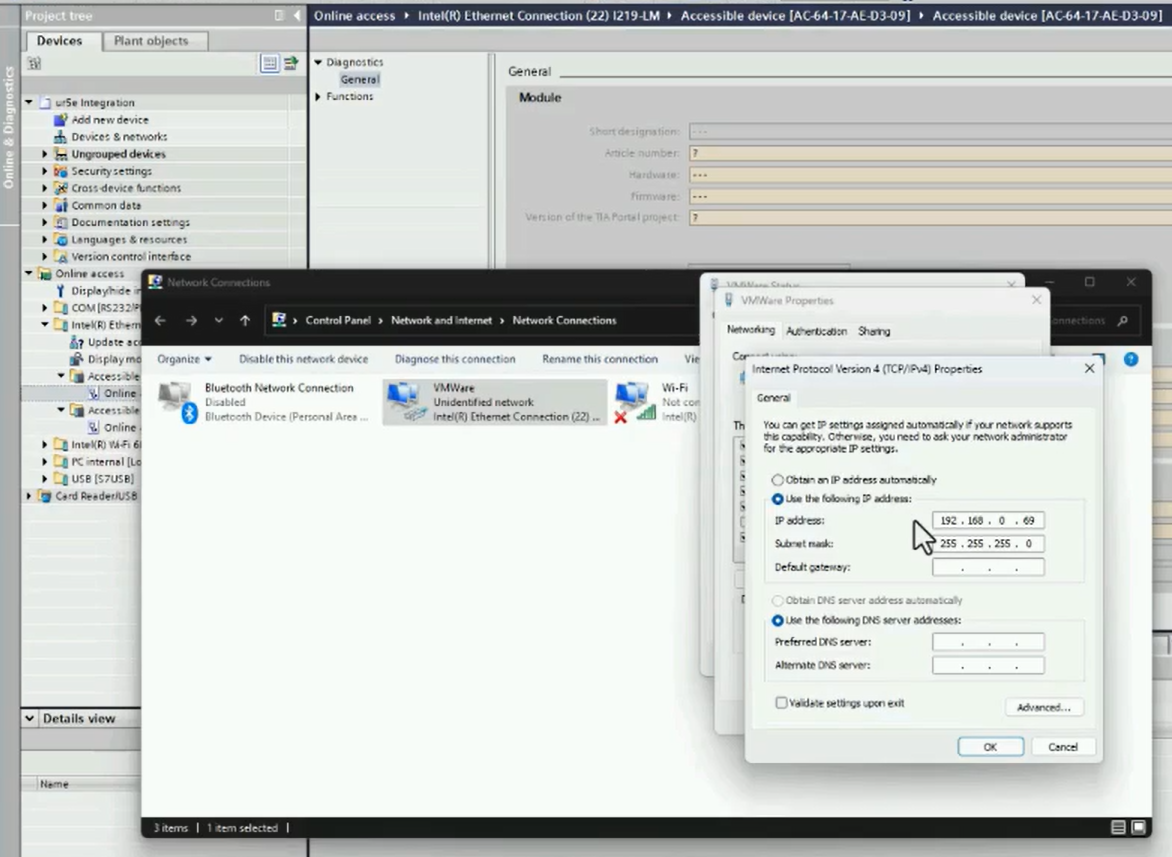 Project tree
Online access ▸ Intel(R) Ethernet Connection (22) I219-LM ▸ Accessible device [AC-64-17-AE-D3-09] ▸ Accessible device [AC-64-17-AE-D3-09]
Devices
Plant objects
Online & Diagnostics
ur5e Integration
Add new device
Devices & networks
Ungrouped devices
Security settings
Cross-device functions
Common data
Documentation settings
Languages & resources
Version control interface
Online access
Display/hide in
COM [RS232/P
Intel(R) Ethern
Update acc
Display mo
Accessible
Online
Accessible
Online
Intel(R) Wi-Fi 6
PC internal [Lo
USB [S7USB]
Card Reader/USB
Details view
Name
Diagnostics
General
Functions
General
Module
Short designation: ---
Article number: ?
Hardware: ---
Firmware: ---
Version of the TIA Portal project: ?
Network Connections
Control Panel > Network and Internet > Network Connections
onnections
Organize
Disable this network device
Diagnose this connection
Rename this connection
Vie
Bluetooth Network Connection
Disabled
Bluetooth Device (Personal Area ...
VMWare
Unidentified network
Intel(R) Ethernet Connection (22) ...
Wi-Fi
Not con
Intel(R)
3 items
1 item selected
VMWare Status
VMWare Properties
Networking
Authentication
Sharing
Connect using:
Th
Internet Protocol Version 4 (TCP/IPv4) Properties
General
You can get IP settings assigned automatically if your network supports
this capability. Otherwise, you need to ask your network administrator
for the appropriate IP settings.
Obtain an IP address automatically
Use the following IP address:
IP address: 192 . 168 . 0 . 69
Subnet mask: 255 . 255 . 255 . 0
Default gateway: . . .
Obtain DNS server address automatically
Use the following DNS server addresses:
Preferred DNS server: . . .
Alternate DNS server: . . .
Validate settings upon exit
Advanced...
OK
Cancel